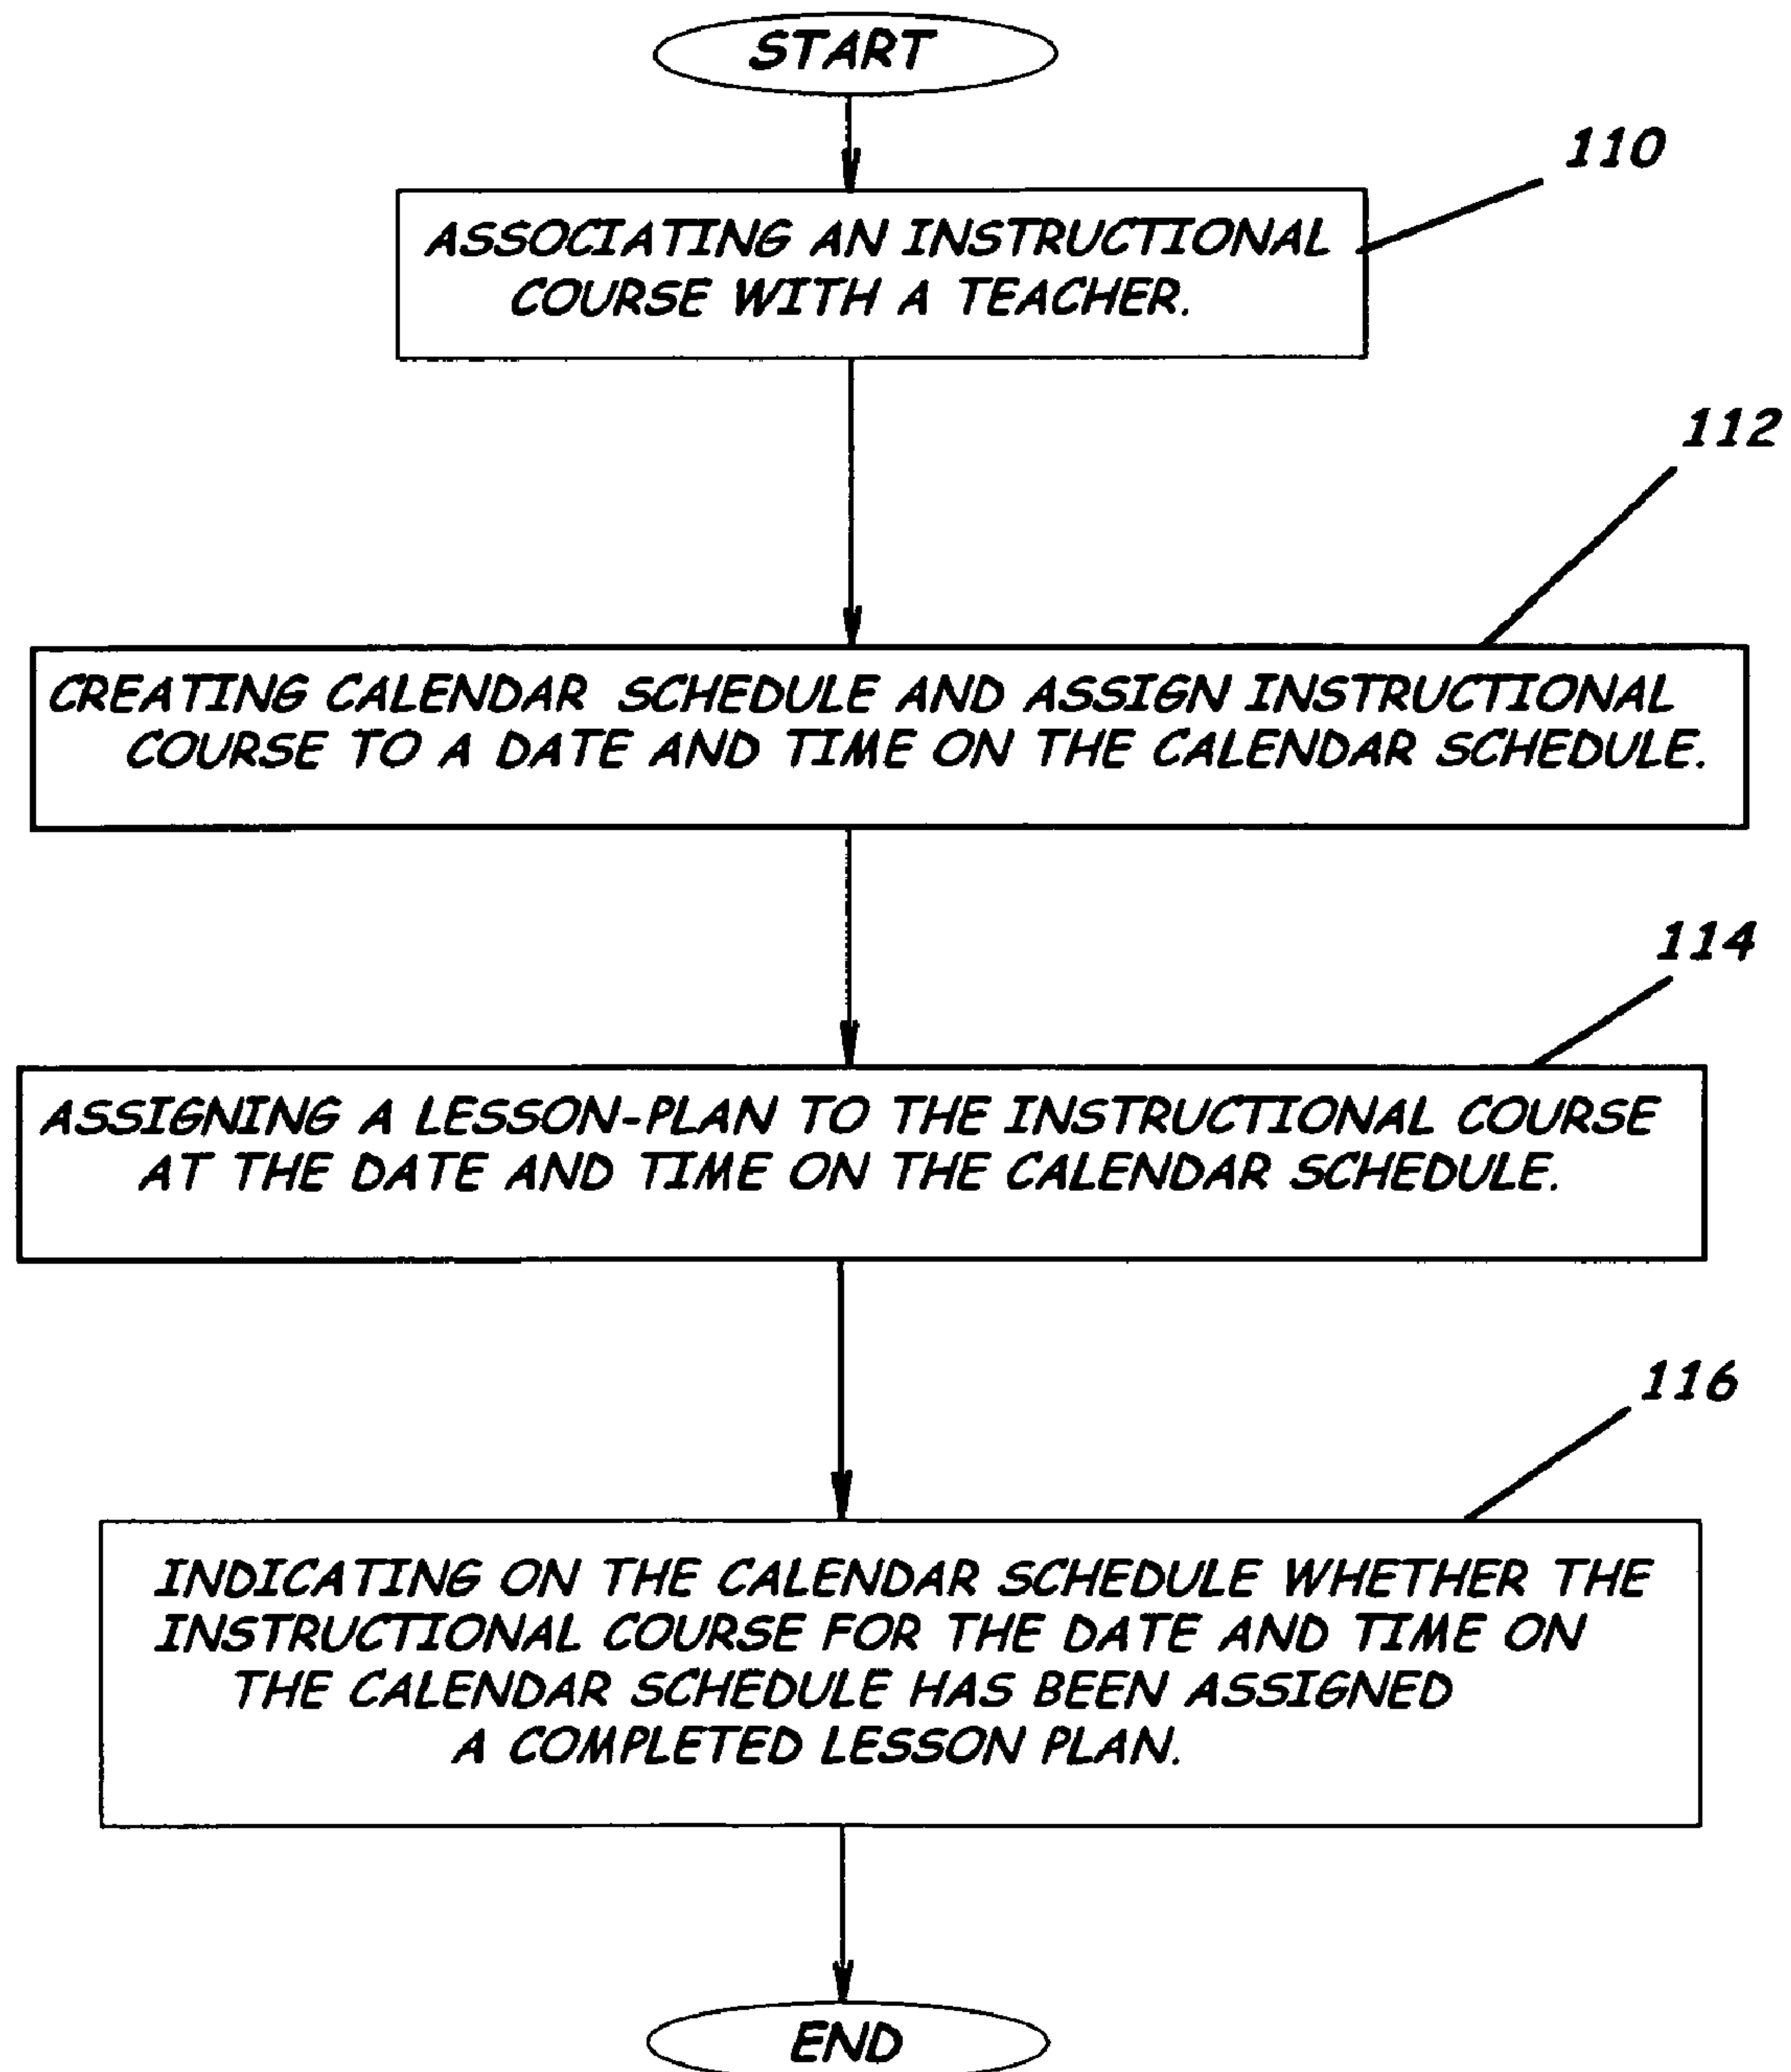 START
110
ASSOCIATING AN INSTRUCTIONAL
COURSE WITH A TEACHER.
112
CREATING CALENDAR SCHEDULE AND ASSIGN INSTRUCTIONAL
COURSE TO A DATE AND TIME ON THE CALENDAR SCHEDULE.
114
ASSIGNING A LESSON-PLAN TO THE INSTRUCTIONAL COURSE
AT THE DATE AND TIME ON THE CALENDAR SCHEDULE.
116
INDICATING ON THE CALENDAR SCHEDULE WHETHER THE
INSTRUCTIONAL COURSE FOR THE DATE AND TIME ON
THE CALENDAR SCHEDULE HAS BEEN ASSIGNED
A COMPLETED LESSON PLAN.
END